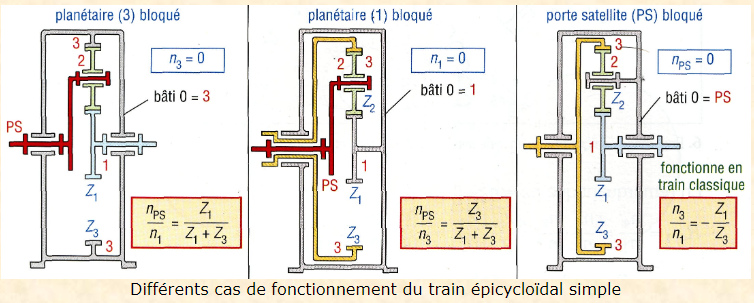 planétaire (3) bloqué
3
2
n3 = 0
bâti 0 = 3
PS
1
Z1
Z3
3
nPS / n1 = Z1 / (Z1 + Z3)
planétaire (1) bloqué
2 3
n1 = 0
Z2
bâti 0 = 1
1
PS
Z1
Z3
3
nPS / n3 = Z3 / (Z1 + Z3)
porte satellite (PS) bloqué
3
2
nPS = 0
Z2
bâti 0 = PS
1
Z1
fonctionne en
train classique
Z3
3
n3 / n1 = - Z1 / Z3
Différents cas de fonctionnement du train épicycloïdal simple